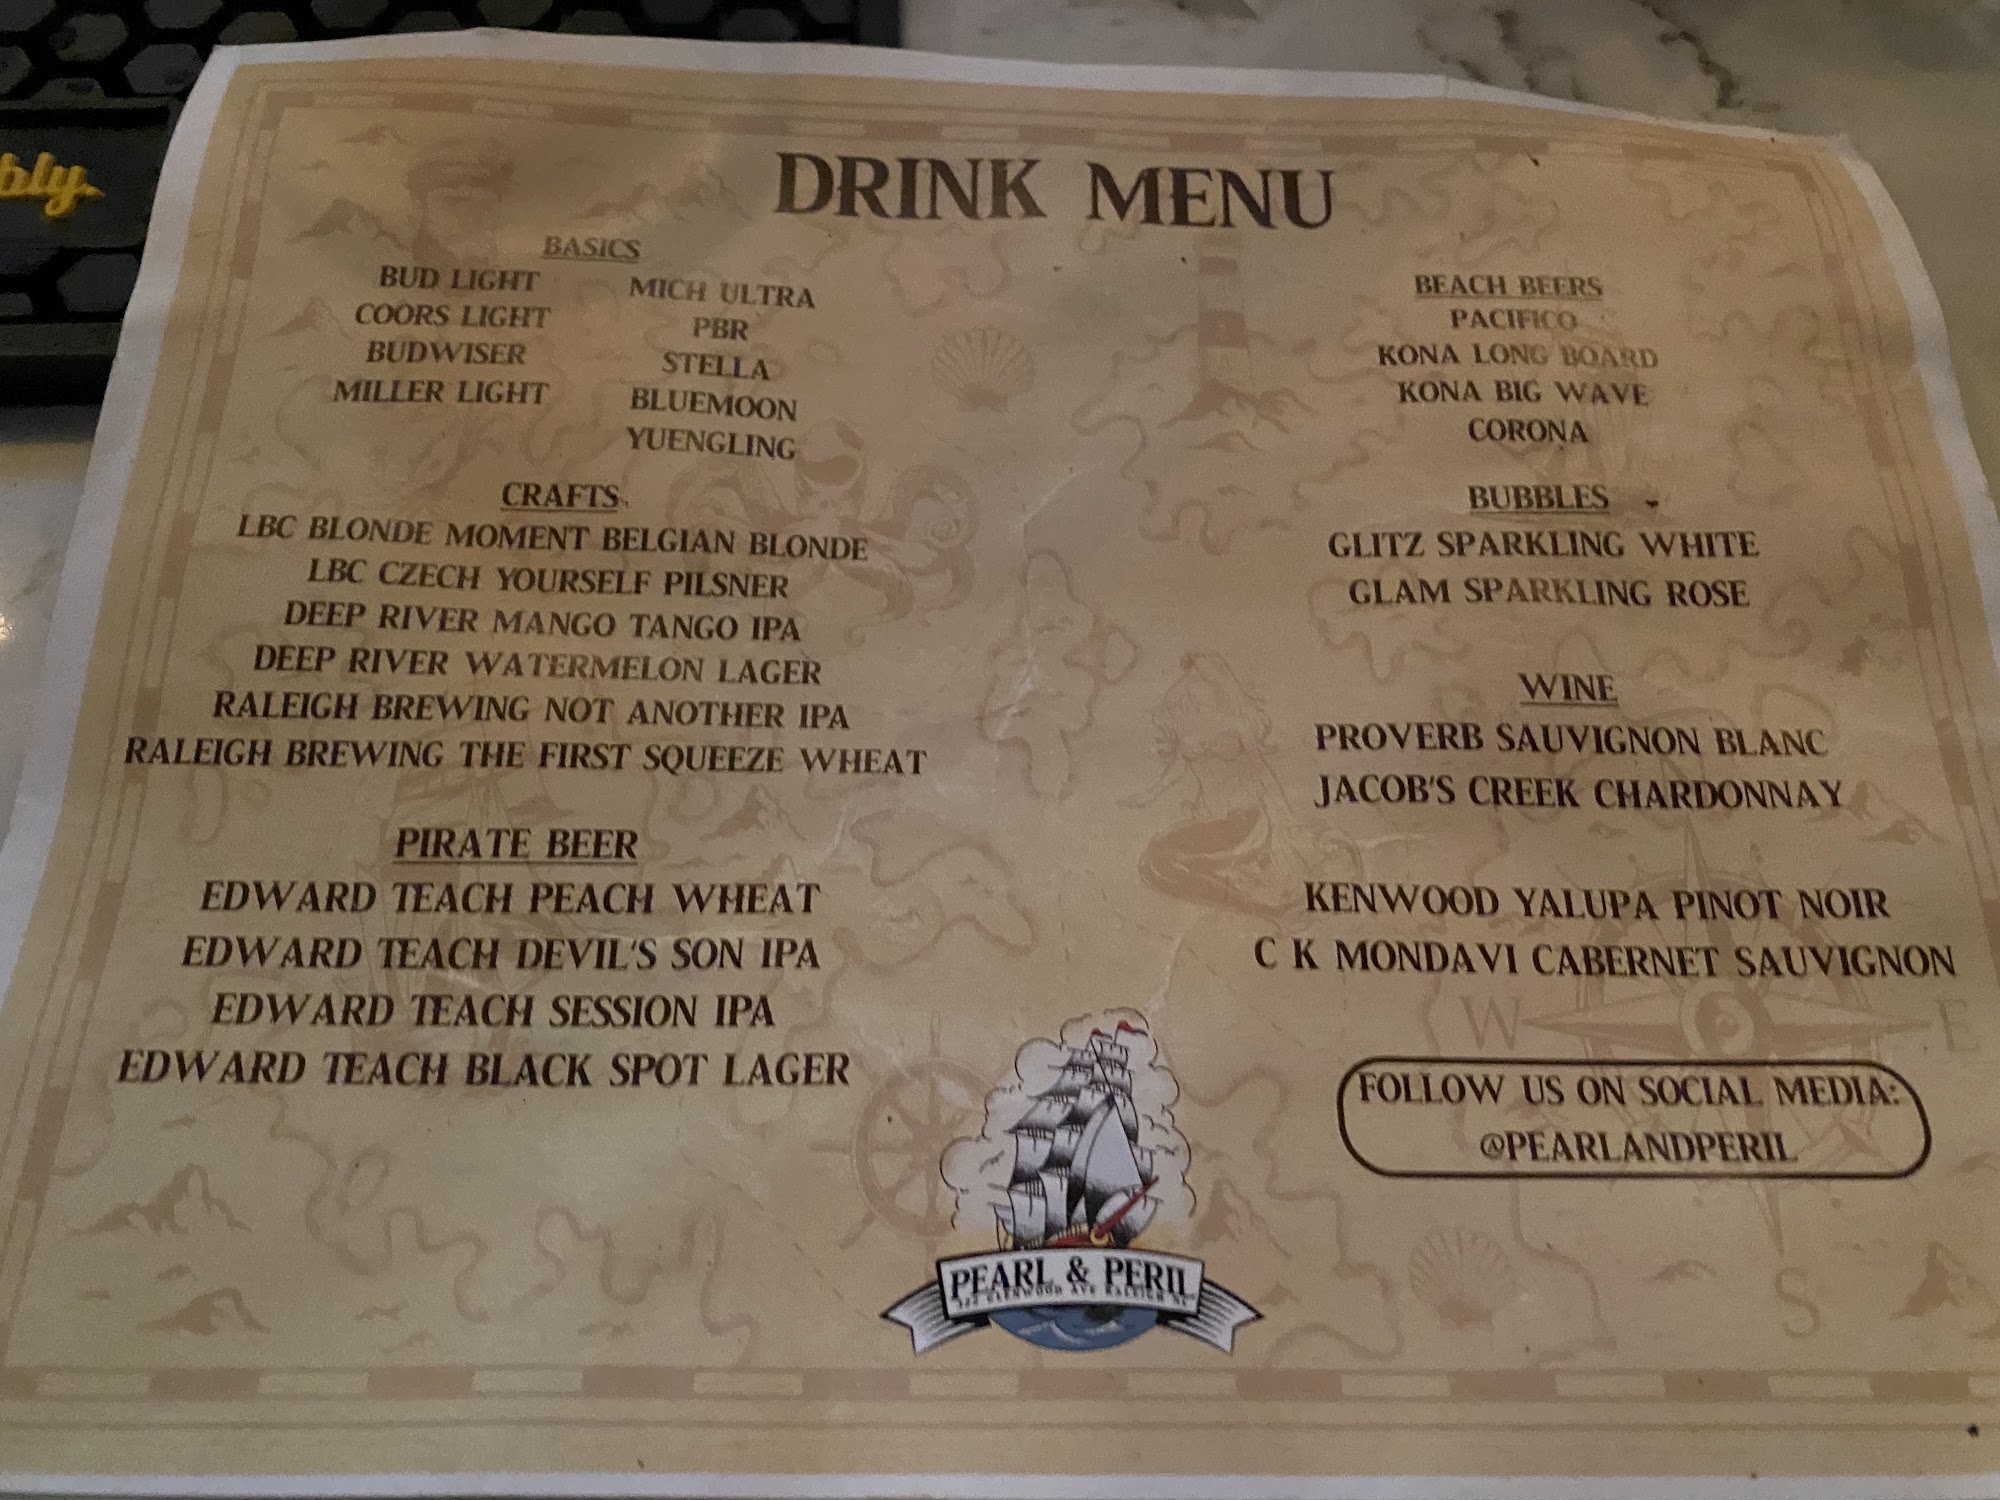 bly.
DRINK MENU
BASICS
BUD LIGHT
COORS LIGHT
BUDWISER
MILLER LIGHT
MICH ULTRA
PBR
STELLA
BLUEMOON
YUENGLING
CRAFTS
LBC BLONDE MOMENT BELGIAN BLONDE
LBC CZECH YOURSELF PILSNER
DEEP RIVER MANGO TANGO IPA
DEEP RIVER WATERMELON LAGER
RALEIGH BREWING NOT ANOTHER IPA
RALEIGH BREWING THE FIRST SQUEEZE WHEAT
PIRATE BEER
EDWARD TEACH PEACH WHEAT
EDWARD TEACH DEVIL'S SON IPA
EDWARD TEACH SESSION IPA
EDWARD TEACH BLACK SPOT LAGER
BEACH BEERS
PACIFICO
KONA LONG BOARD
KONA BIG WAVE
CORONA
BUBBLES
GLITZ SPARKLING WHITE
GLAM SPARKLING ROSE
WINE
PROVERB SAUVIGNON BLANC
JACOB'S CREEK CHARDONNAY
KENWOOD YALUPA PINOT NOIR
C K MONDAVI CABERNET SAUVIGNON
W E
FOLLOW US ON SOCIAL MEDIA:
@PEARLANDPERIL
S
PEARL & PERIL
GLENWOOD AVE RALEIGH NC